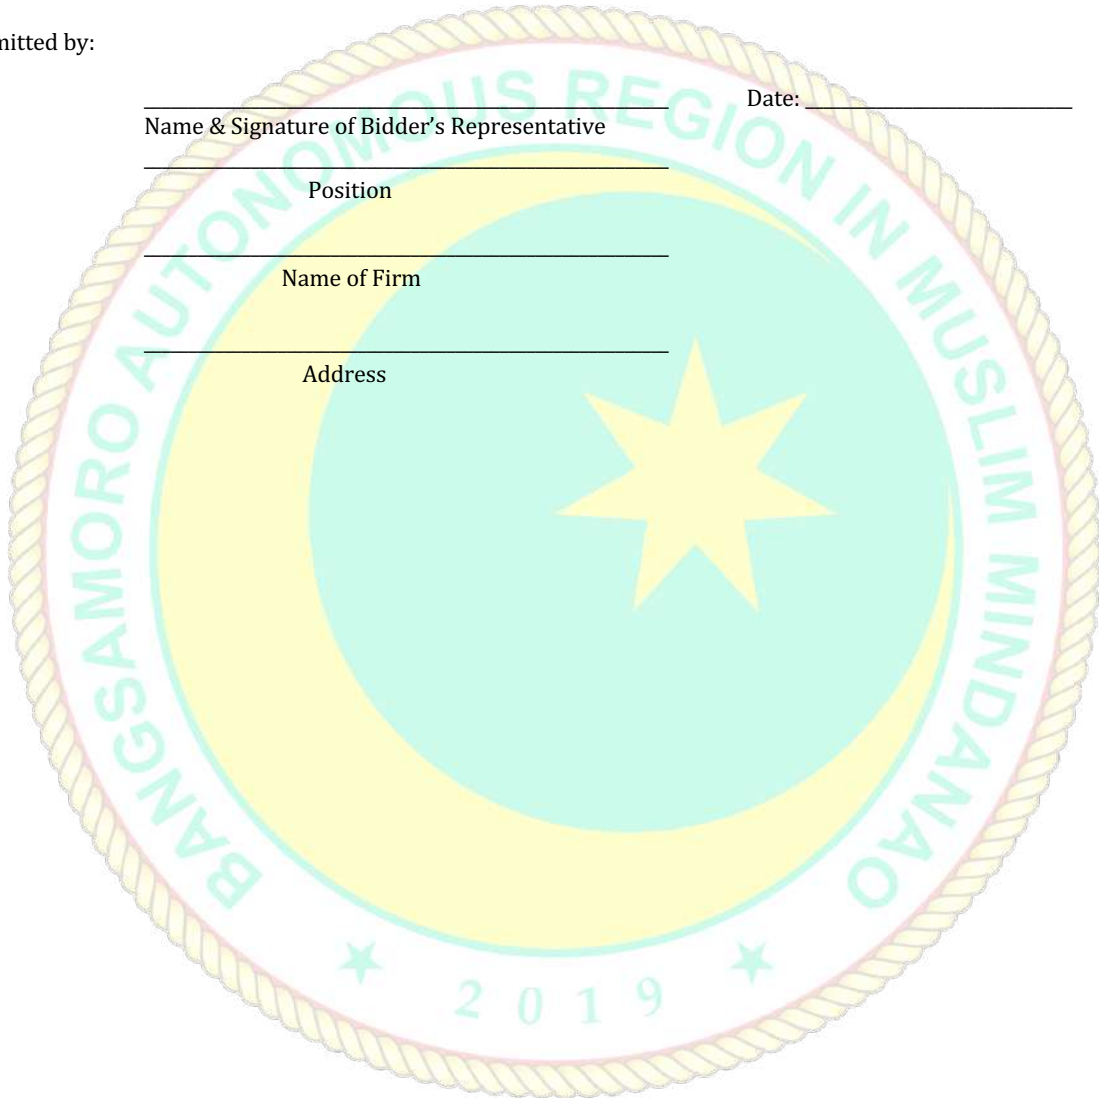 mitted by:
Date:
Name & Signature of Bidder's Representative
Position
Name of Firm
Address
BANGSAMORO AUTONOMOUS REGION IN MUSLIM MINDANAO
2019